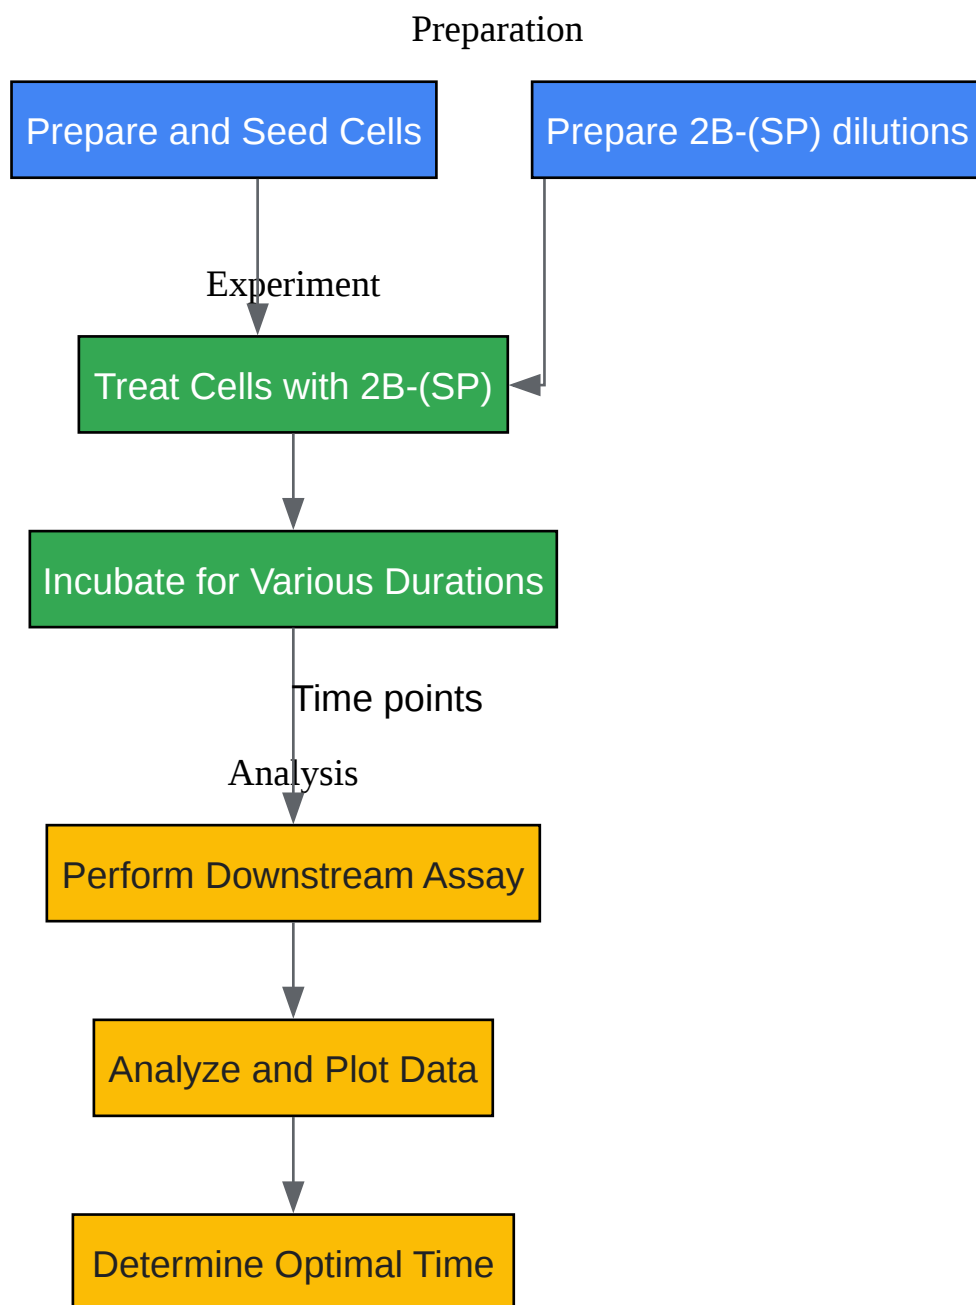 Preparation
Prepare and Seed Cells
Prepare 2B-(SP) dilutions
Experiment
Treat Cells with 2B-(SP)
Incubate for Various Durations
Time points
Analysis
Perform Downstream Assay
Analyze and Plot Data
Determine Optimal Time